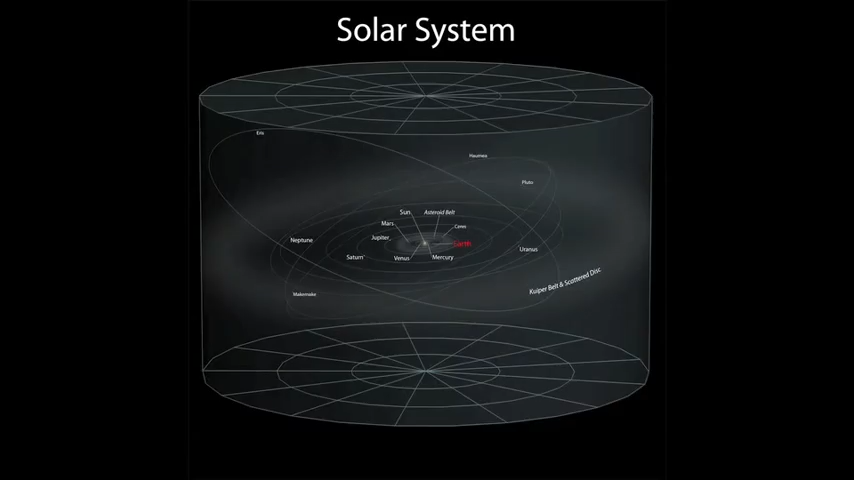 Solar System
Eris
Haumea
Pluto
Sun
Asteroid Belt
Mars
Ceres
Jupiter
Neptune
Earth
Uranus
Saturn
Venus
Mercury
Kuiper Belt & Scattered Disc
Makemake